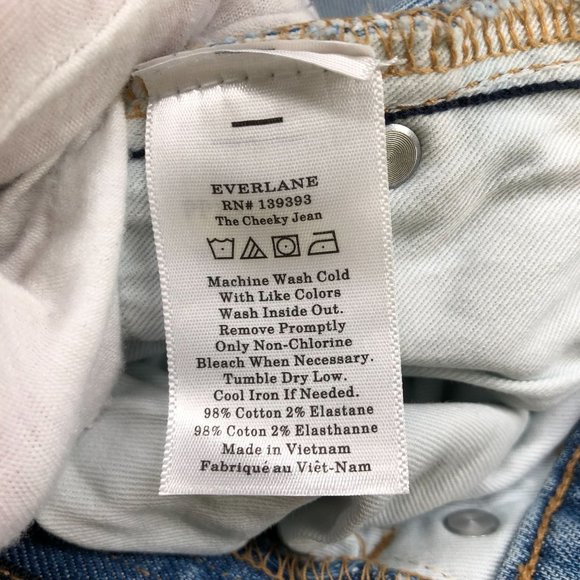 EVERLANE
RN# 139393
The Cheeky Jean
Machine Wash Cold
With Like Colors
Wash Inside Out.
Remove Promptly
Only Non-Chlorine
Bleach When Necessary.
Tumble Dry Low.
Cool Iron If Needed.
98% Cotton 2% Elastane
98% Coton 2% Elasthanne
Made in Vietnam
Fabriqué au Viêt-Nam